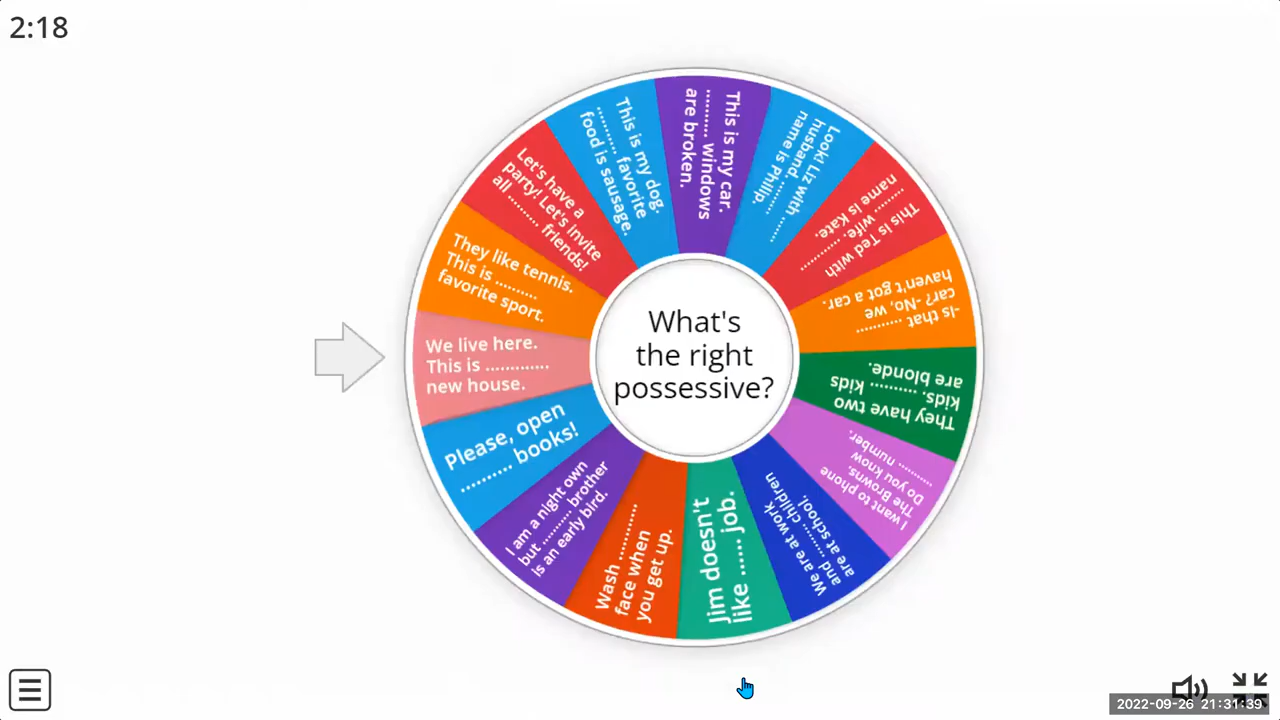 2:18
What's
the right
possessive?
We live here.
This is .............
new house.
They like tennis.
This is ..........
favorite sport.
Let's have a
party! Let's invite
all .......... friends!
This is my dog.
.......... favorite
food is sausage.
This is my car.
.......... windows
are broken.
Look! Liz with ......
husband. ..........
name is Philip.
This is Ted with
........ wife. ..........
name is Kate.
-Is that ..........
car? -No, we
haven't got a car.
They have two
kids. .......... kids
are blonde.
I want to phone
The Browns.
Do you know
.......... number.
We are at work
and .......... children
are at school.
Jim doesn't
like ...... job.
Wash ..........
face when
you get up.
I am a night own
but .......... brother
is an early bird.
Please, open
.......... books!
2022-09-26 21:31:39